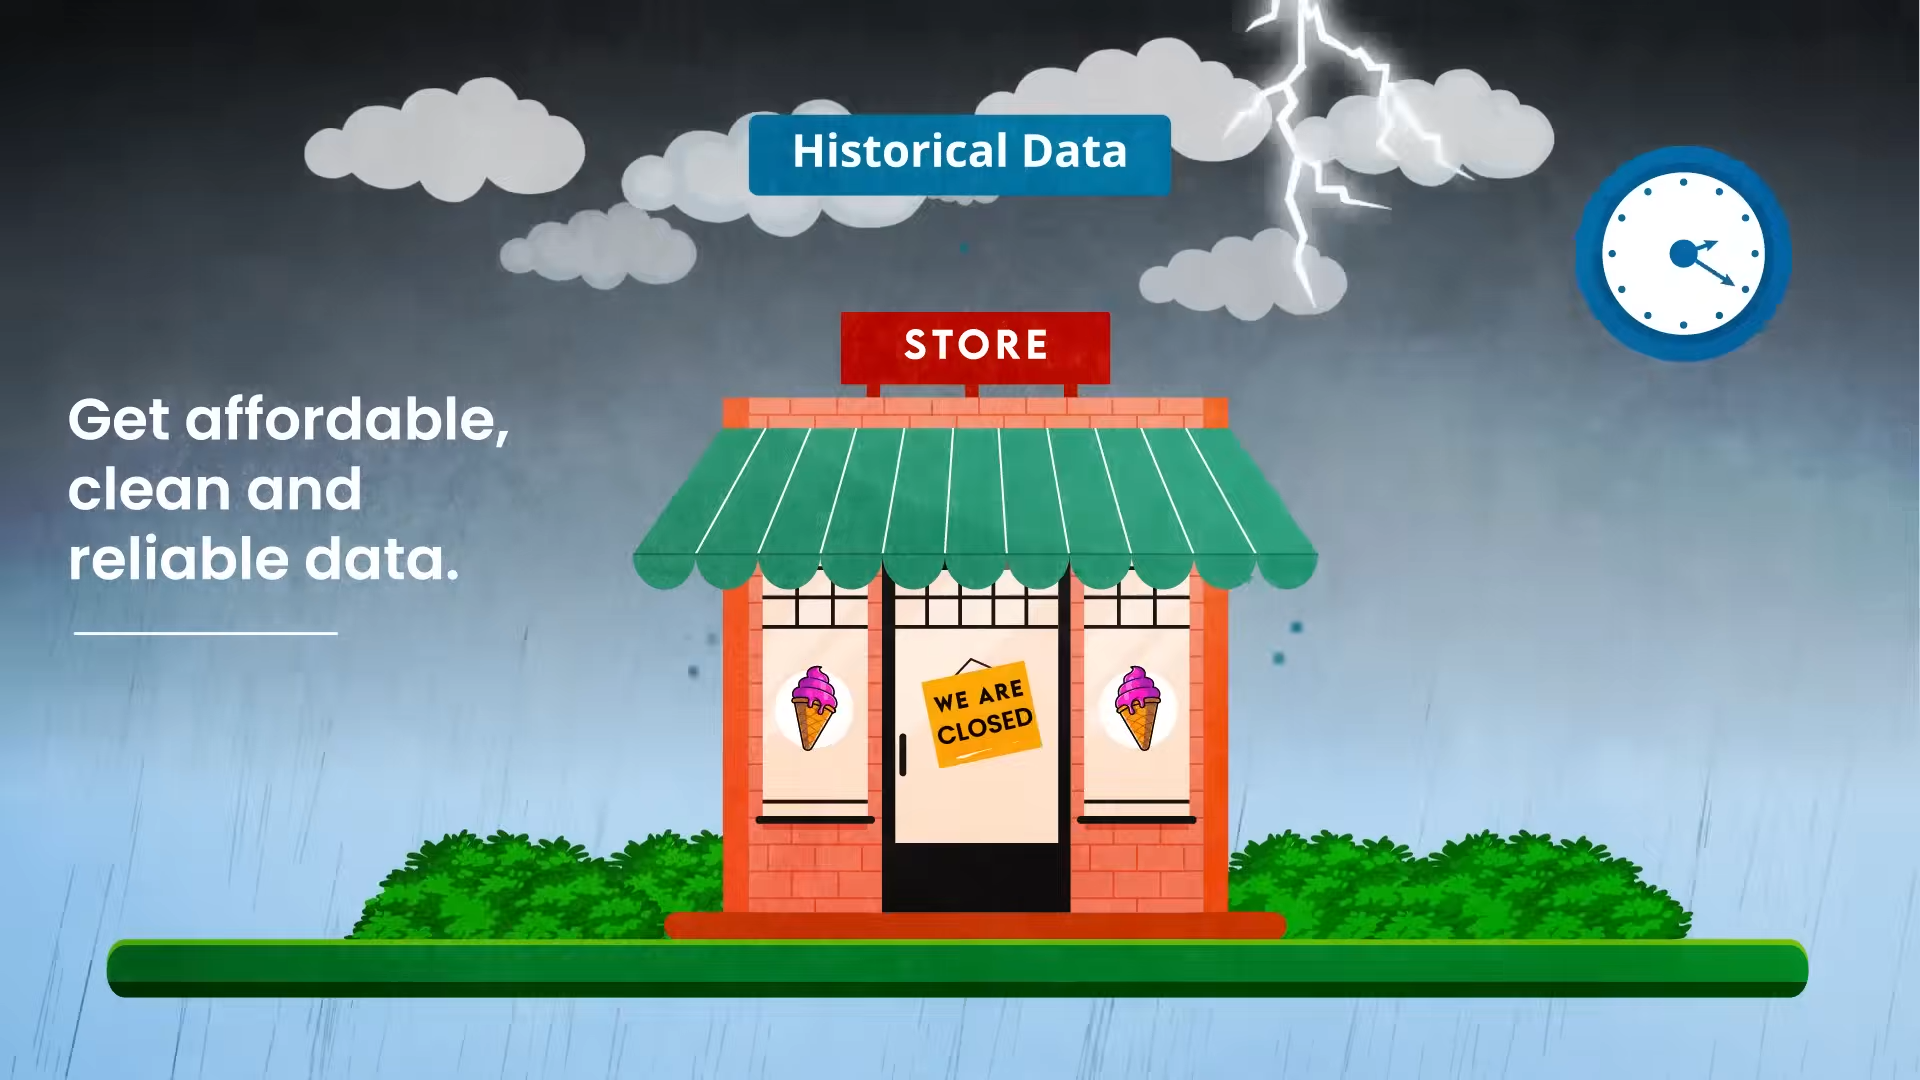 Historical Data
STORE
Get affordable,
clean and
reliable data.
WE ARE
CLOSED